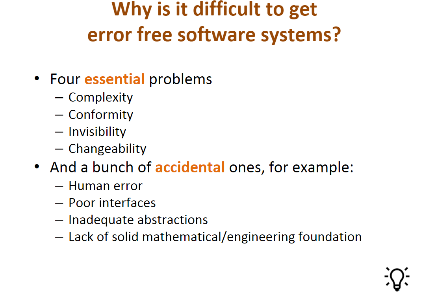 Why is it difficult to get
error free software systems?
• Four essential problems
– Complexity
– Conformity
– Invisibility
– Changeability
• And a bunch of accidental ones, for example:
– Human error
– Poor interfaces
– Inadequate abstractions
– Lack of solid mathematical/engineering foundation